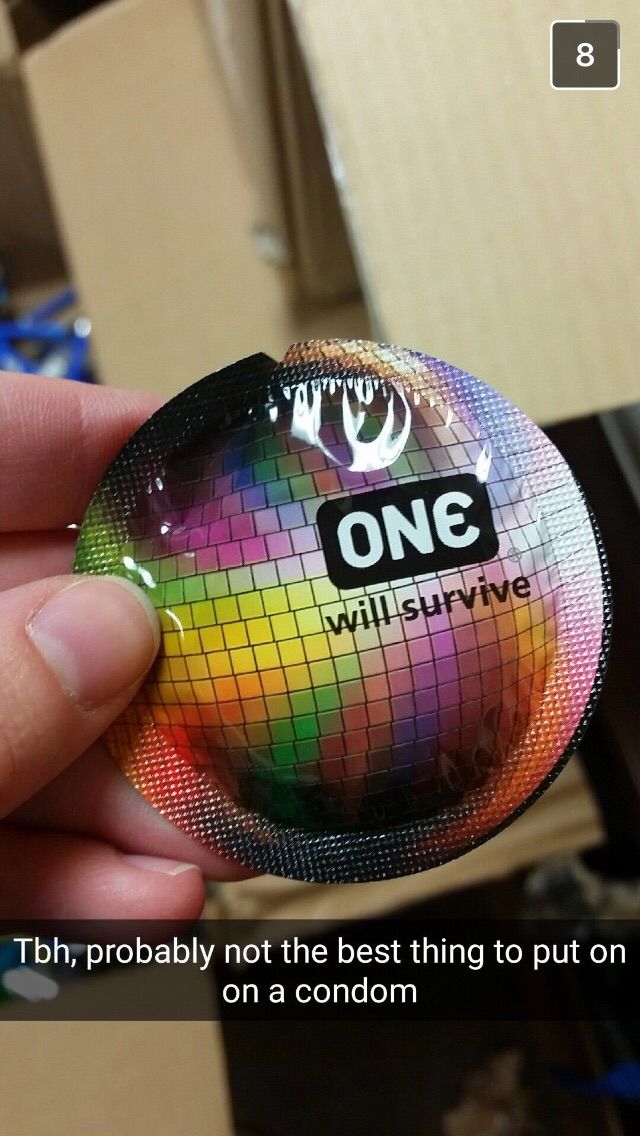 8
ONE
®
will survive
Tbh, probably not the best thing to put on
on a condom